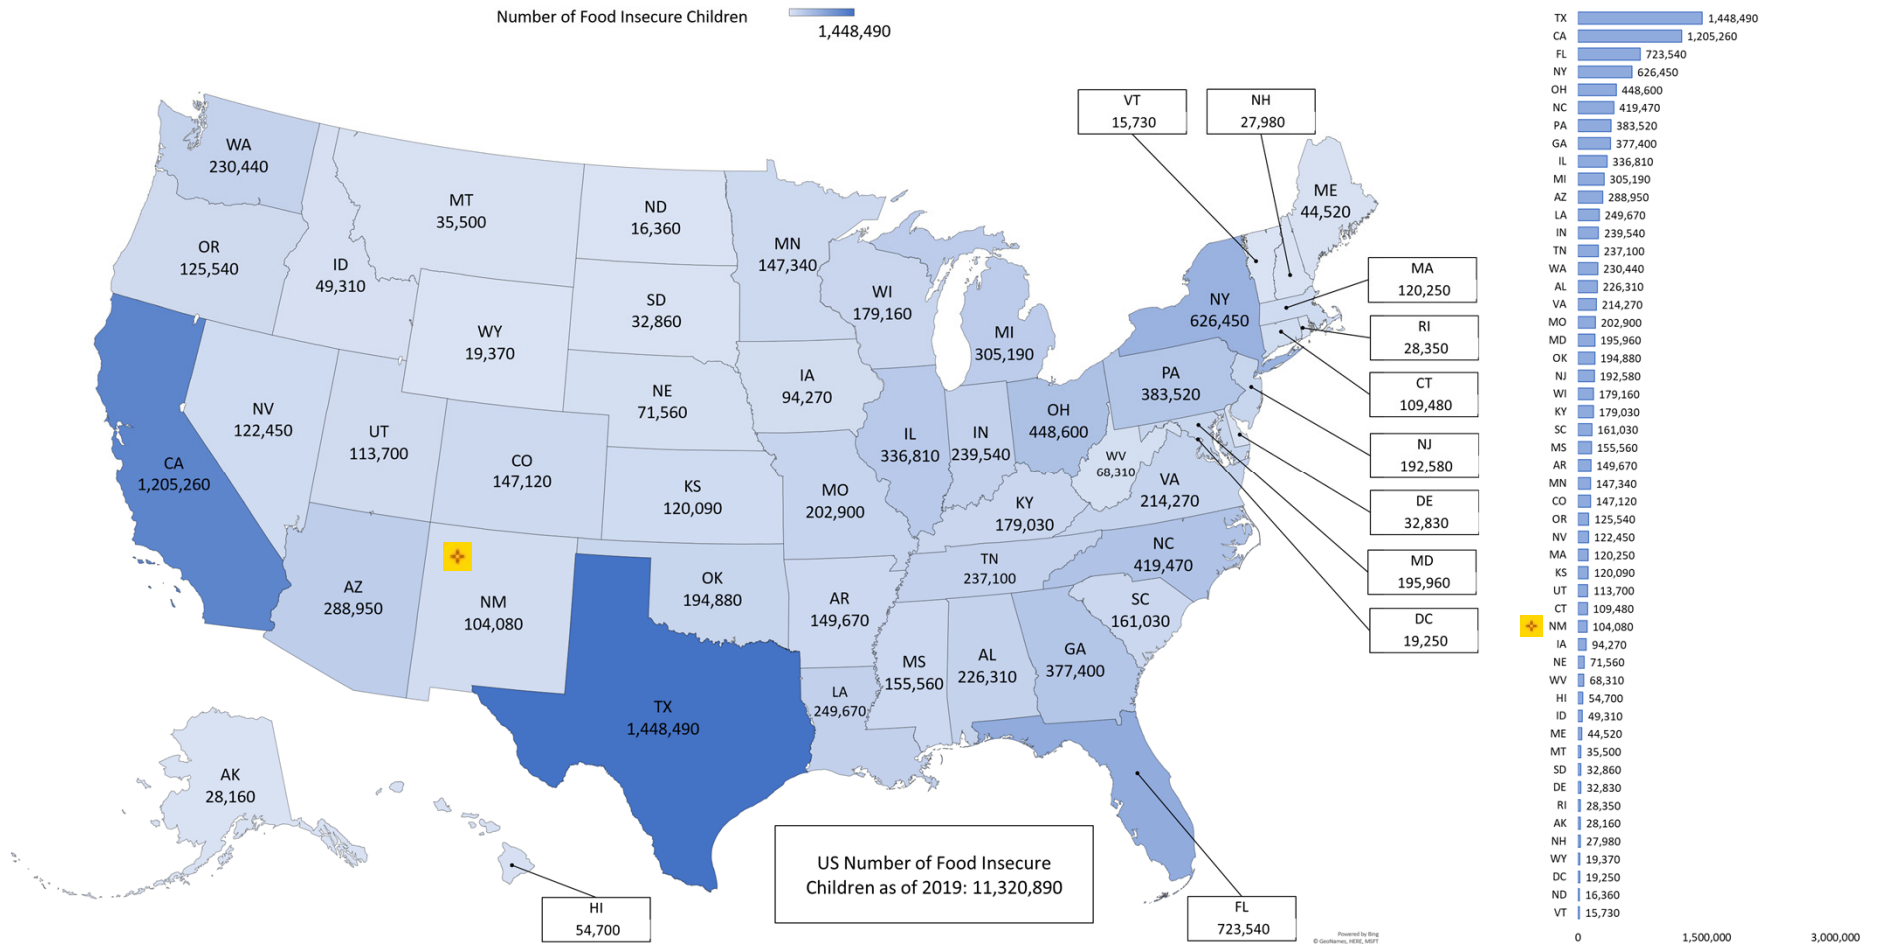 Number of Food Insecure Children
1,448,490
WA
230,440
MT
35,500
ND
16,360
MN
147,340
OR
125,540
ID
49,310
WY
19,370
SD
32,860
WI
179,160
MI
305,190
VT
15,730
NH
27,980
ME
44,520
NY
626,450
MA
120,250
RI
28,350
CT
109,480
NJ
192,580
DE
32,830
MD
195,960
DC
19,250
NV
122,450
UT
113,700
CO
147,120
NE
71,560
IA
94,270
CA
1,205,260
KS
120,090
MO
202,900
IL
336,810
IN
239,540
OH
448,600
PA
383,520
WV
68,310
VA
214,270
KY
179,030
NC
419,470
TN
237,100
SC
161,030
AZ
288,950
NM
104,080
OK
194,880
AR
149,670
MS
155,560
AL
226,310
GA
377,400
LA
249,670
TX
1,448,490
AK
28,160
HI
54,700
FL
723,540
US Number of Food Insecure
Children as of 2019: 11,320,890
Powered by Bing
© GeoNames, HERE, MSFT
TX 1,448,490
CA 1,205,260
FL 723,540
NY 626,450
OH 448,600
NC 419,470
PA 383,520
GA 377,400
IL 336,810
MI 305,190
AZ 288,950
LA 249,670
IN 239,540
TN 237,100
WA 230,440
AL 226,310
VA 214,270
MO 202,900
MD 195,960
OK 194,880
NJ 192,580
WI 179,160
KY 179,030
SC 161,030
MS 155,560
AR 149,670
MN 147,340
CO 147,120
OR 125,540
NV 122,450
MA 120,250
KS 120,090
UT 113,700
CT 109,480
NM 104,080
IA 94,270
NE 71,560
WV 68,310
HI 54,700
ID 49,310
ME 44,520
MT 35,500
SD 32,860
DE 32,830
RI 28,350
AK 28,160
NH 27,980
WY 19,370
DC 19,250
ND 16,360
VT 15,730
0 1,500,000 3,000,000